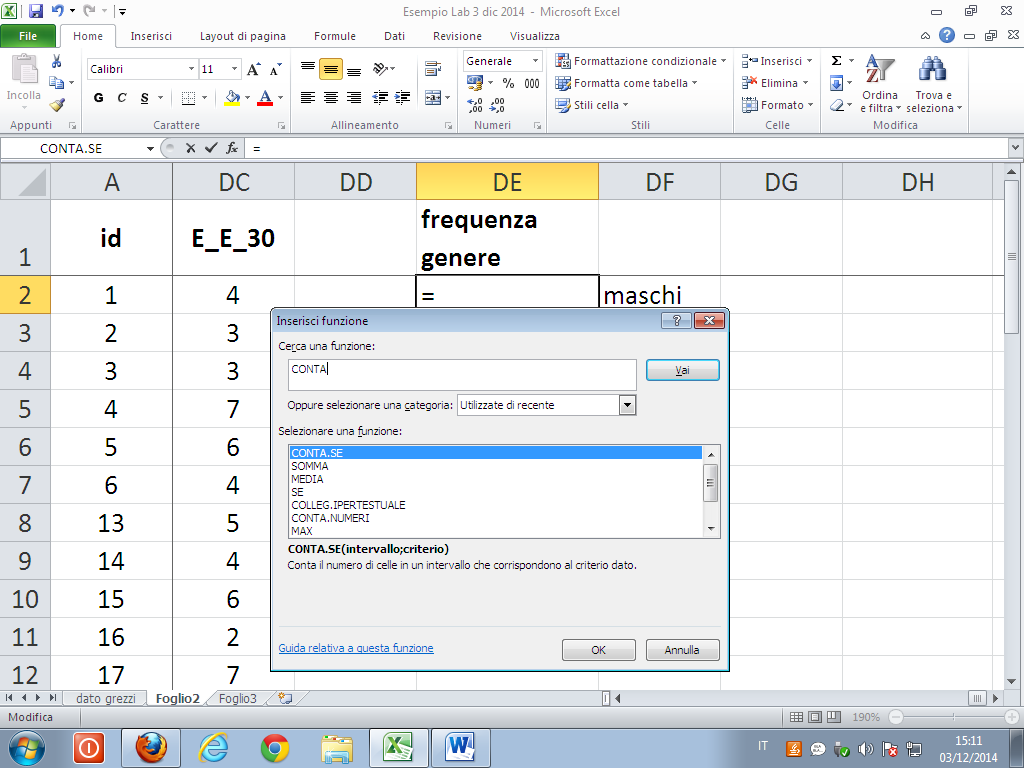 Esempio Lab 3 dic 2014 - Microsoft Excel
File Home Inserisci Layout di pagina Formule Dati Revisione Visualizza
Incolla
Calibri 11
G C S
A A
Generale
% 000
Formattazione condizionale
Formatta come tabella
Stili cella
Inserisci
Elimina
Formato
Σ
Ordina e filtra
Trova e seleziona
Appunti Carattere Allineamento Numeri Stili Celle Modifica
CONTA.SE fx =
A DC DD DE DF DG DH
1 id E_E_30 frequenza genere
2 1 4 = maschi
3 2 3
4 3 3
5 4 7
6 5 6
7 6 4
8 13 5
9 14 4
10 15 6
11 16 2
12 17 7
Inserisci funzione
Cerca una funzione:
CONTA
Vai
Oppure selezionare una categoria: Utilizzate di recente
Selezionare una funzione:
CONTA.SE
SOMMA
MEDIA
SE
COLLEG.IPERTESTUALE
CONTA.NUMERI
MAX
CONTA.SE(intervallo;criterio)
Conta il numero di celle in un intervallo che corrispondono al criterio dato.
Guida relativa a questa funzione
OK Annulla
dato grezzi Foglio2 Foglio3
Modifica 190%
IT 15:11
03/12/2014